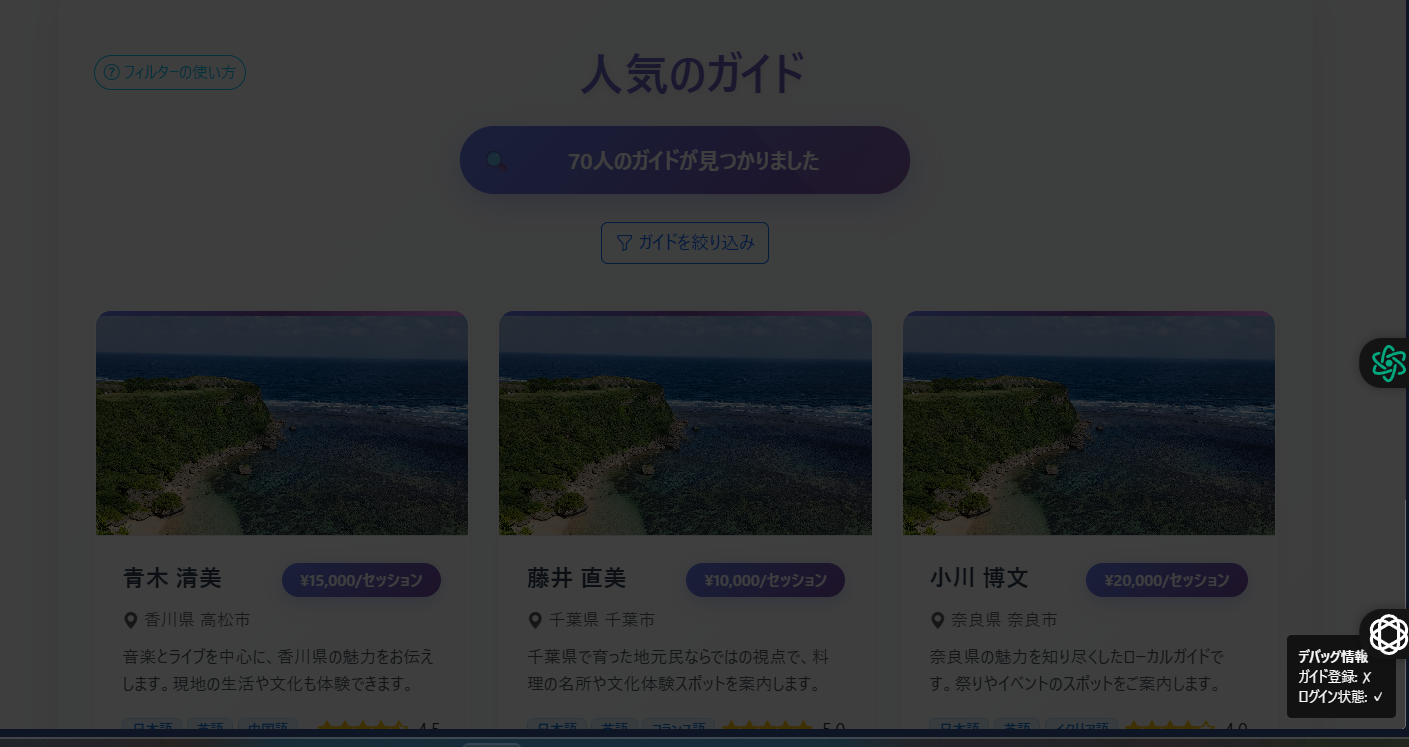 フィルターの使い方
人気のガイド
70人のガイドが見つかりました
ガイドを絞り込み
青木 清美
¥15,000/セッション
香川県 高松市
音楽とライブを中心に、香川県の魅力をお伝え
します。現地の生活や文化も体験できます。
日本語 英語 中国語 4.5
藤井 直美
¥10,000/セッション
千葉県 千葉市
千葉県で育った地元民ならではの視点で、料
理の名所や文化体験スポットを案内します。
日本語 英語 フランス語 5.0
小川 博文
¥20,000/セッション
奈良県 奈良市
奈良県の魅力を知り尽くしたローカルガイドで
す。祭りやイベントのスポットをご案内します。
日本語 英語 イタリア語 4.0
デバッグ情報
ガイド登録: ✗
ログイン状態: ✓